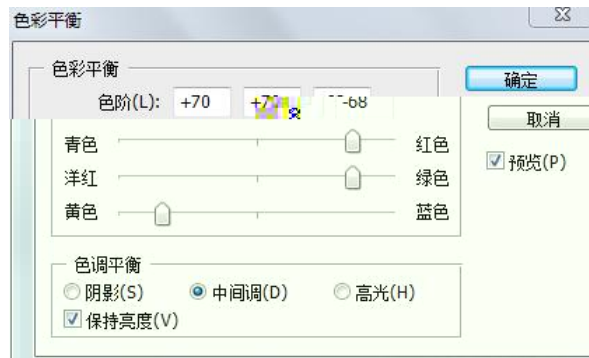 色彩平衡
色彩平衡
确定
色阶(L): +70
取消
青色 红色
预览(P)
洋红 绿色
黄色 蓝色
色调平衡
阴影(S) 中间调(D) 高光(H)
保持亮度(V)